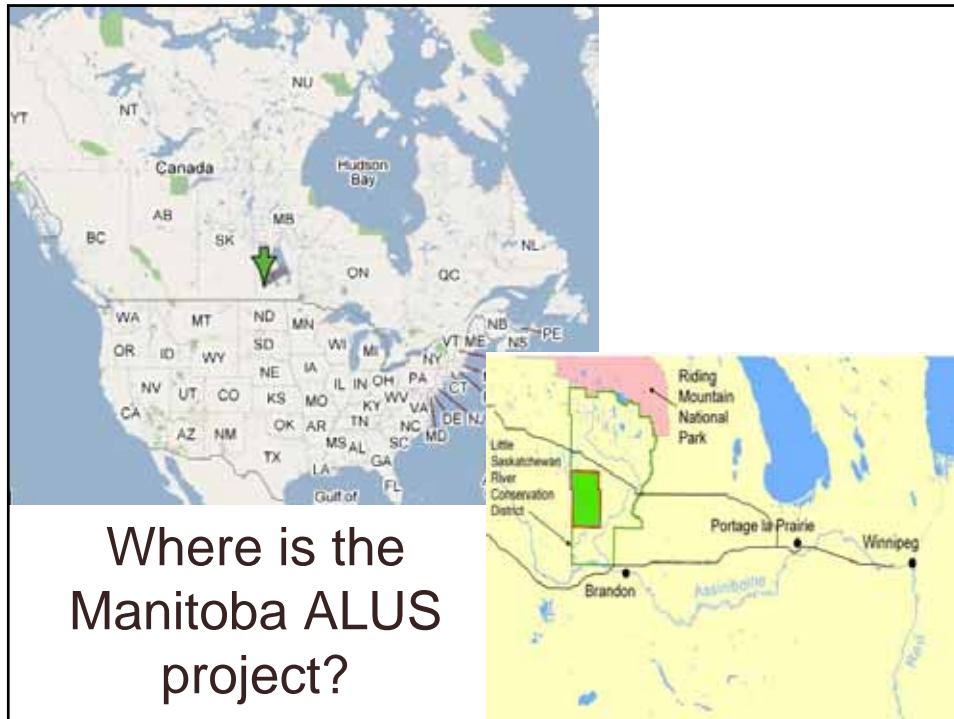 NU
YT
NT
Canada
Hudson
Bay
AB
MB
BC
SK
NL
ON
QC
WA
MT
ND
MN
NB
PE
OR
ID
WY
SD
WI
MI
VT
ME
NS
NY
NE
IA
NV
UT
CO
IL
IN
OH
PA
CT
KS
MO
KY
WV
VA
CA
DE
NJ
OK
AR
TN
NC
MD
AZ
NM
MS
AL
SC
TX
GA
LA
FL
Gulf of
Where is the
Manitoba ALUS
project?
Riding
Mountain
National
Park
Little
Saskatchewan
River
Conservation
District
Portage la Prairie
Winnipeg
Brandon
Assiniboine
Red